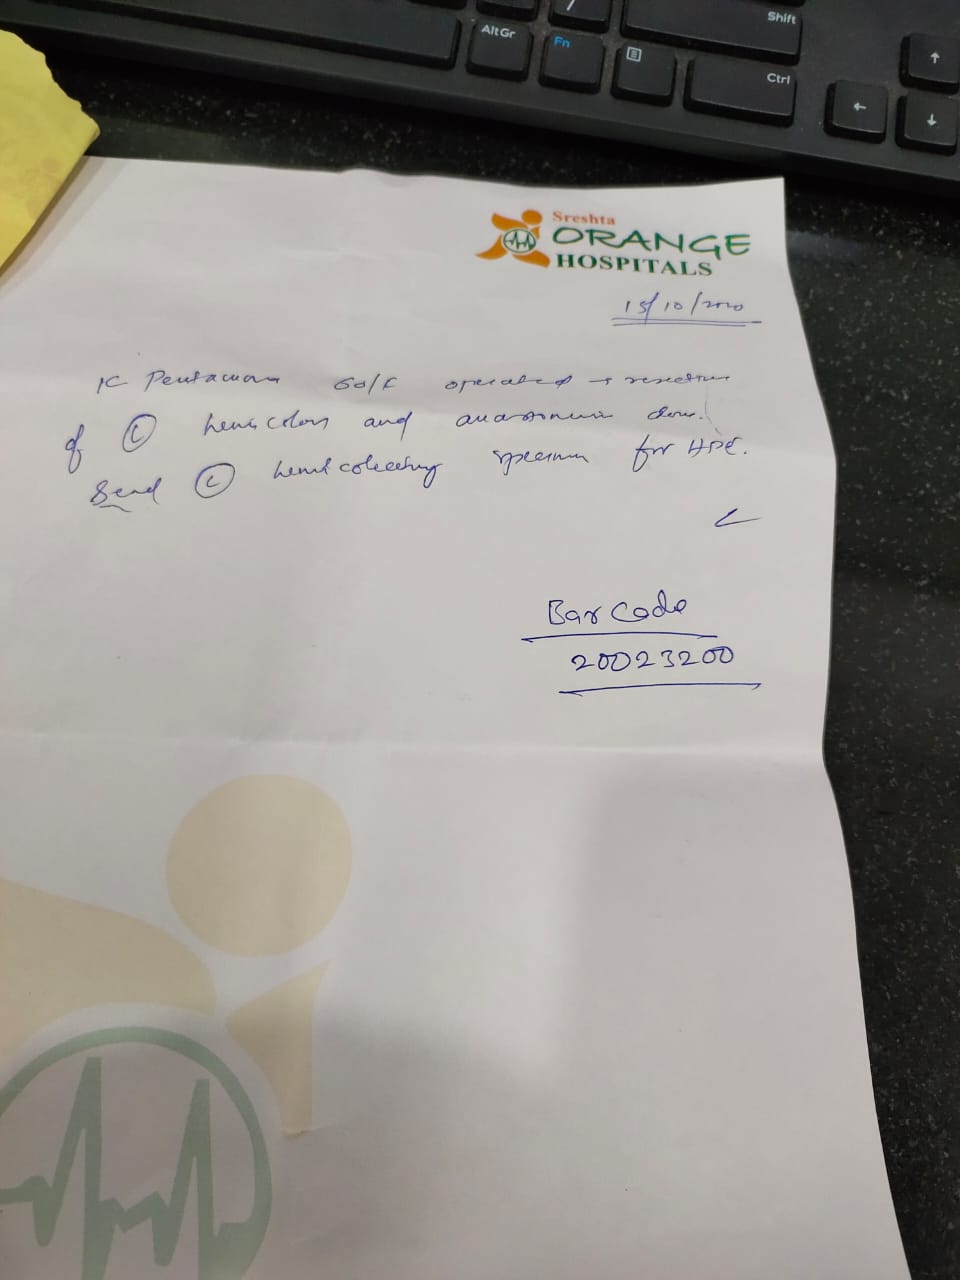 Shift
AltGr
Fn
Ctrl
Sreshta
ORANGE
HOSPITALS
15/10/2020
K 60/F operated → resection
of Ⓛ hemicolon and anastomosis done.
Send Ⓛ hemicolectomy specimen for HPE.
Bar Code
20023200